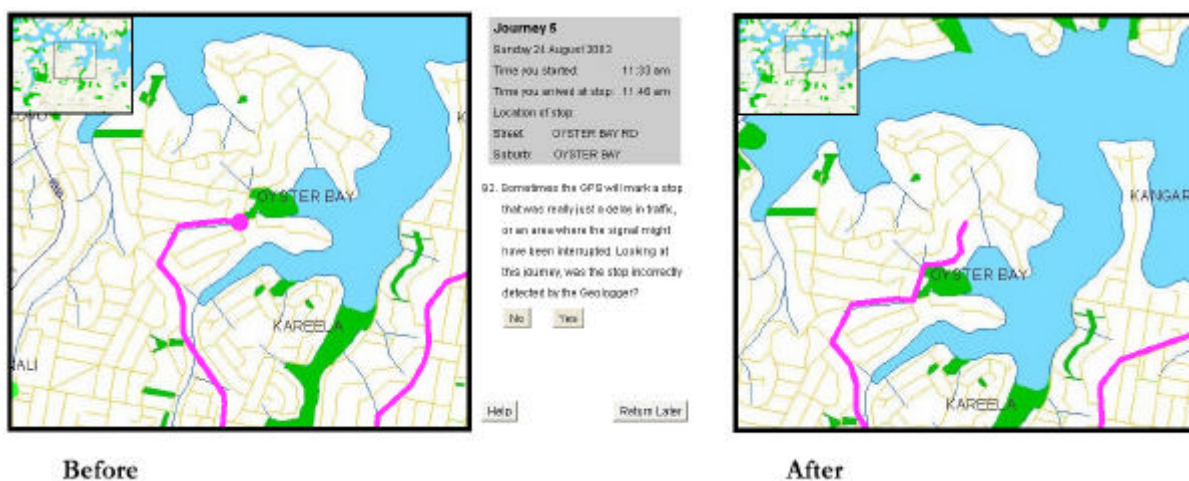 OYSTER BAY
KAREELA
Journey 5
Sunday 24 August 2003
Time you started: 11:33 am
Time you arrived at stop: 11:46 am
Location of stop:
Street: OYSTER BAY RD
Suburb: OYSTER BAY
Sometimes the GPS will mark a stop
that was really just a delay in traffic,
or an area where the signal might
have been interrupted. Looking at
this journey, was the stop incorrectly
detected by the Geologger?
No Yes
Help Return Later
KANGAR
OYSTER BAY
KAREELA
Before
After